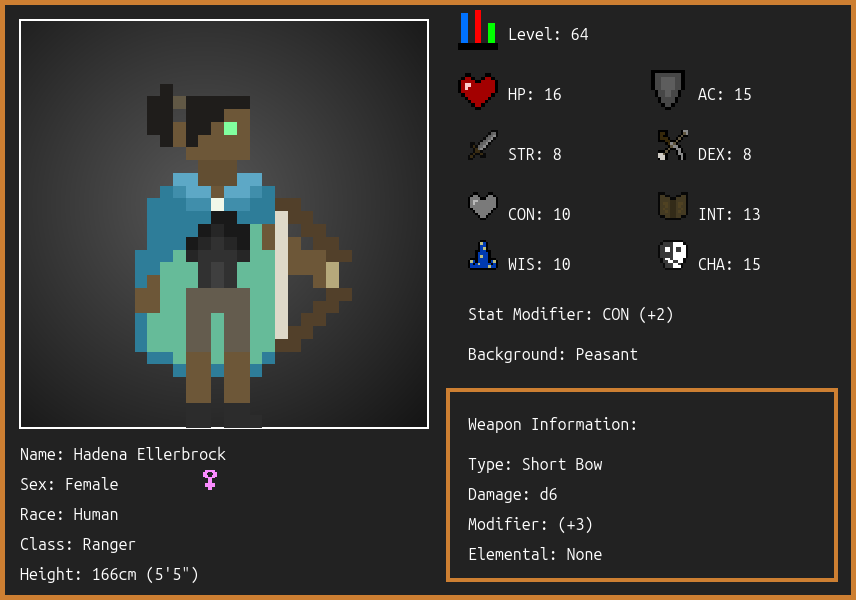 Level: 64
HP: 16
AC: 15
STR: 8
DEX: 8
CON: 10
INT: 13
WIS: 10
CHA: 15
Stat Modifier: CON (+2)
Background: Peasant
Weapon Information:
Type: Short Bow
Damage: d6
Modifier: (+3)
Elemental: None
Name: Hadena Ellerbrock
Sex: Female
Race: Human
Class: Ranger
Height: 166cm (5'5")